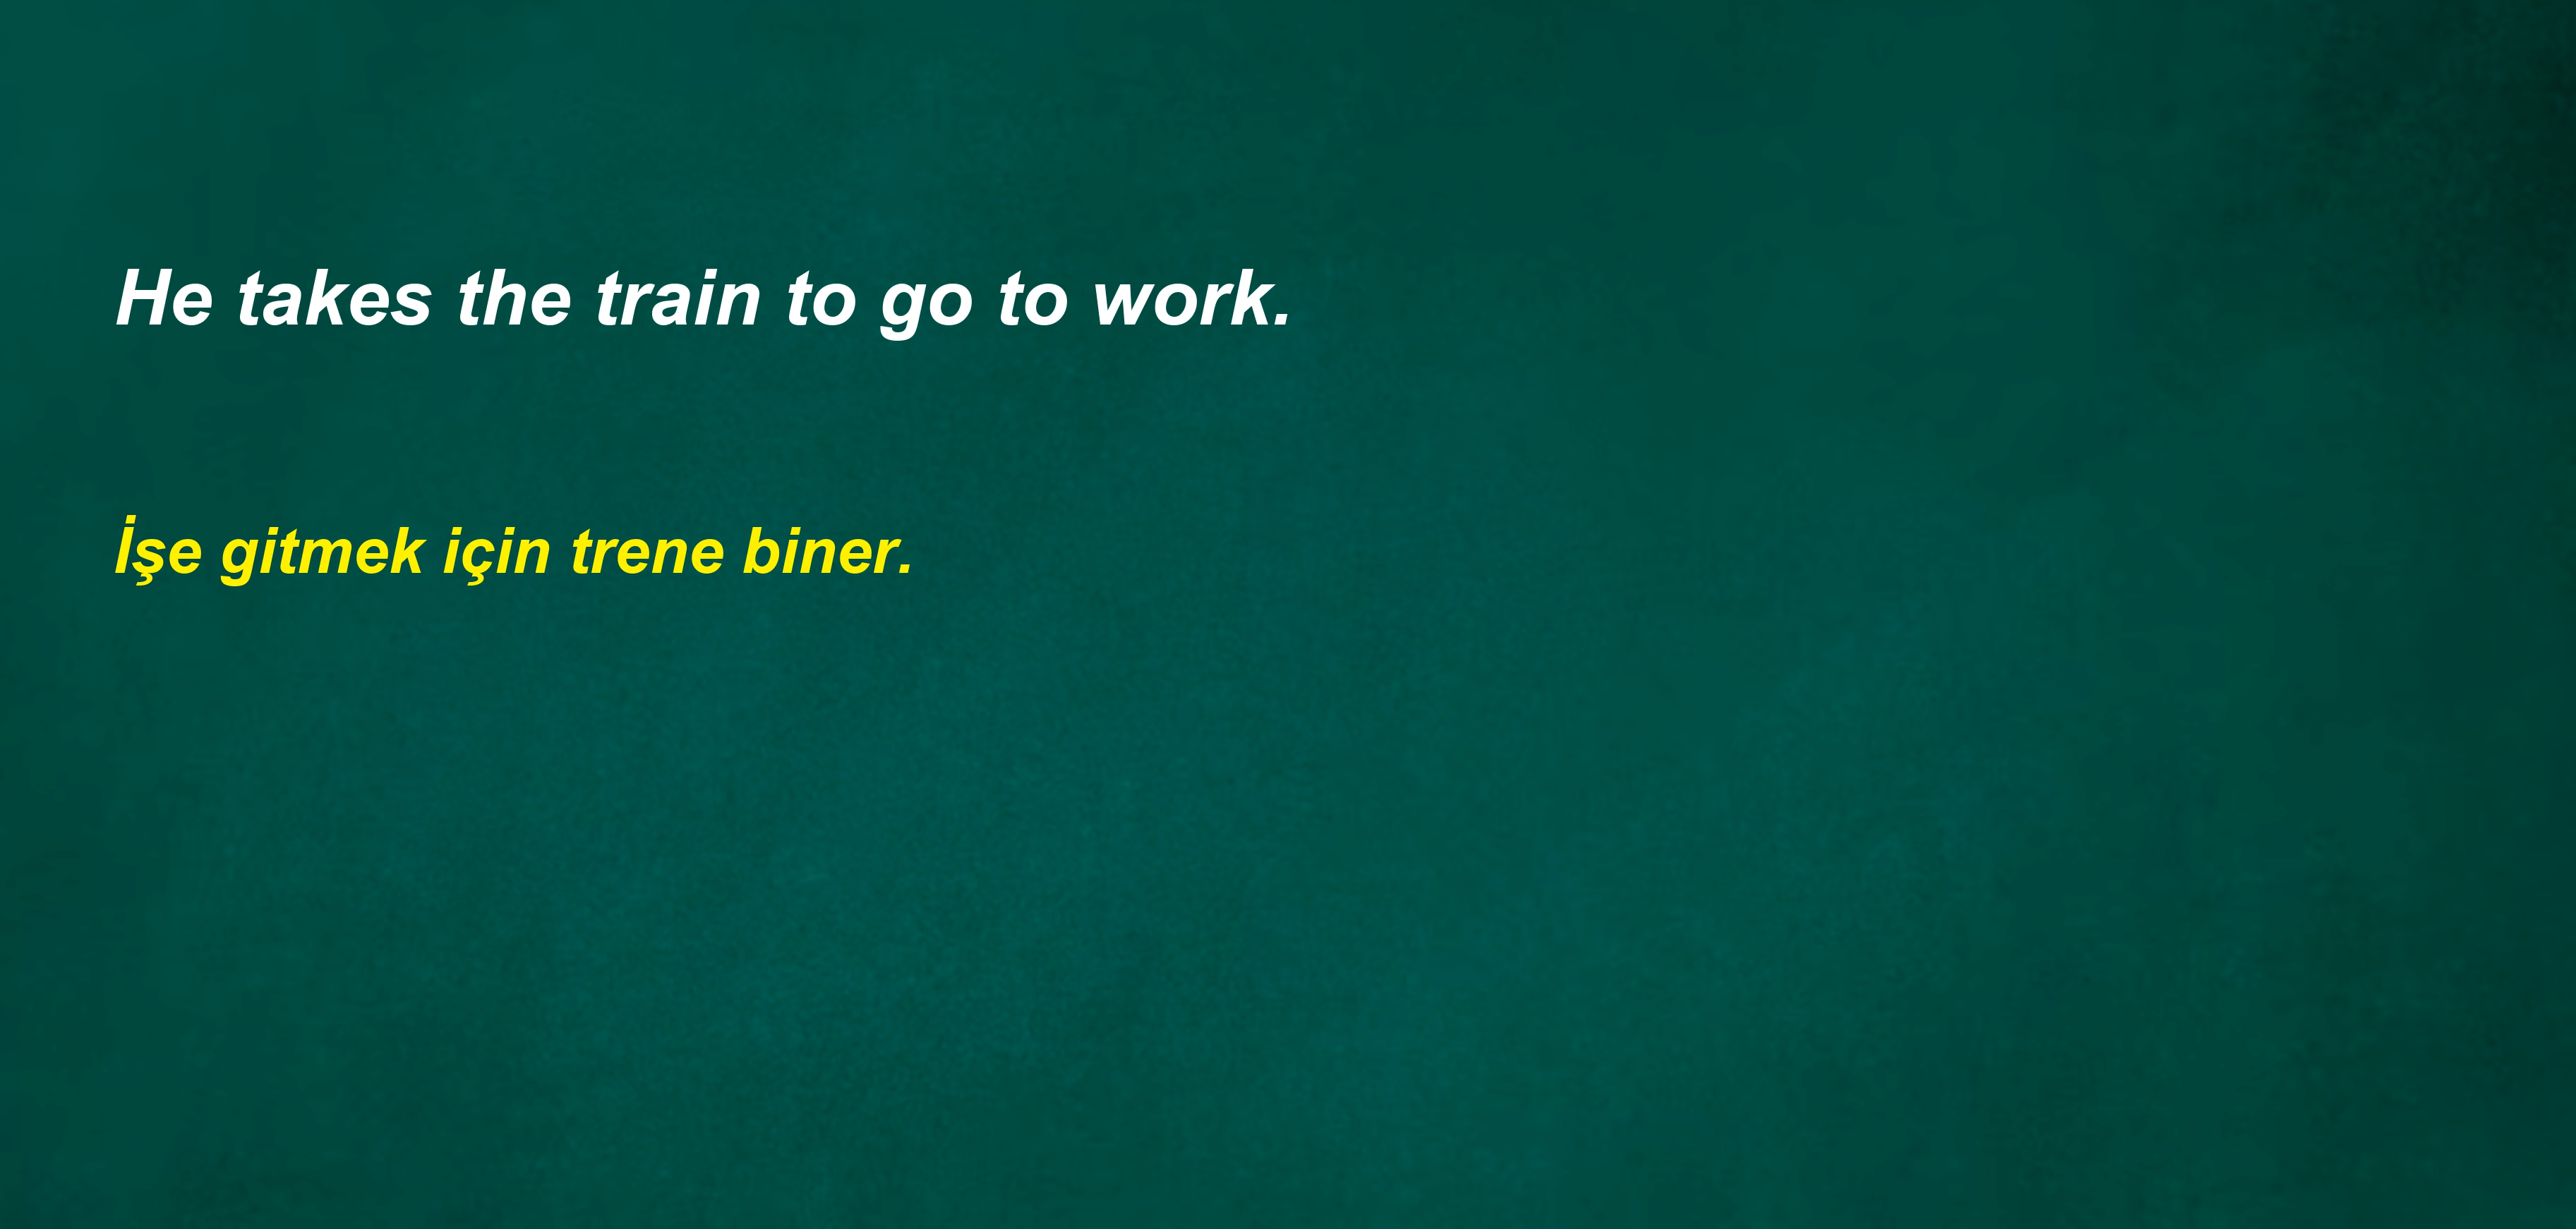 He takes the train to go to work.
İşe gitmek için trene biner.